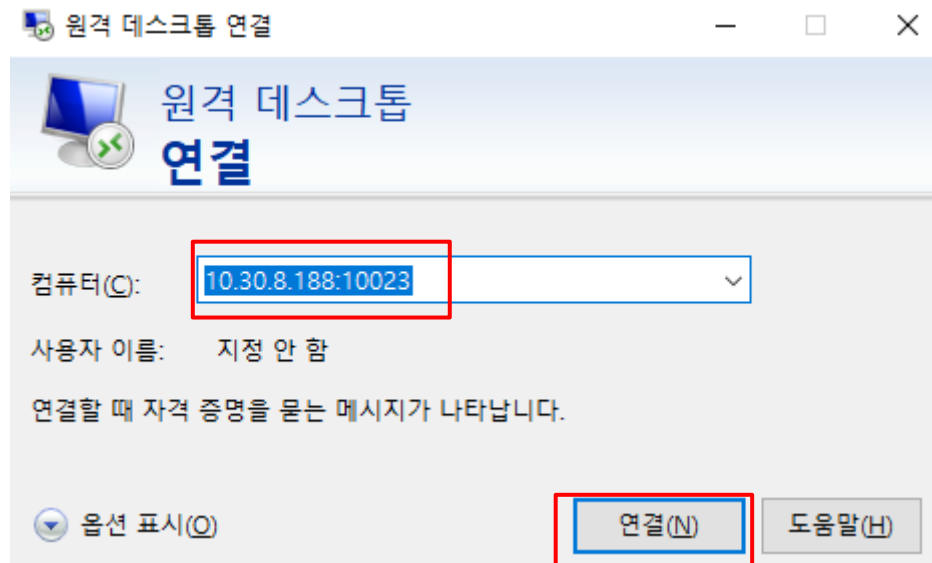 원격 데스크톱 연결
원격 데스크톱
연결
컴퓨터(C): 10.30.8.188:10023
사용자 이름: 지정 안 함
연결할 때 자격 증명을 묻는 메시지가 나타납니다.
옵션 표시(O) 연결(N) 도움말(H)